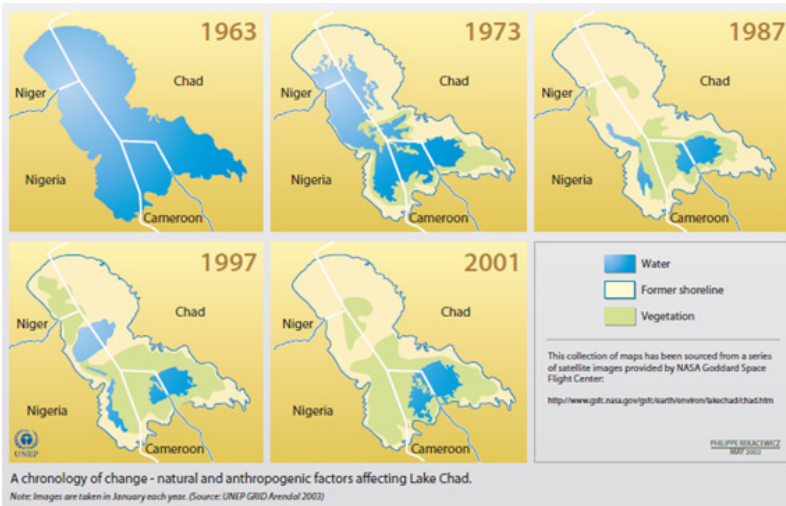 1963
Chad
Niger
Nigeria
Cameroon
1973
Chad
Niger
Nigeria
Cameroon
1987
Chad
Niger
Nigeria
Cameroon
1997
Chad
Niger
Nigeria
Cameroon
UNEP
2001
Chad
Niger
Nigeria
Cameroon
Water
Former shoreline
Vegetation
This collection of maps has been sourced from a series
of satellite images provided by NASA Goddard Space
Flight Center:
http://www.gsfc.nasa.gov/gsfc/earth/environ/lakechad/chad.htm
PHILIPPE REKACEWICZ
MAY 2002
A chronology of change - natural and anthropogenic factors affecting Lake Chad.
Note: Images are taken in January each year. (Source: UNEP GRID Arendal 2003)